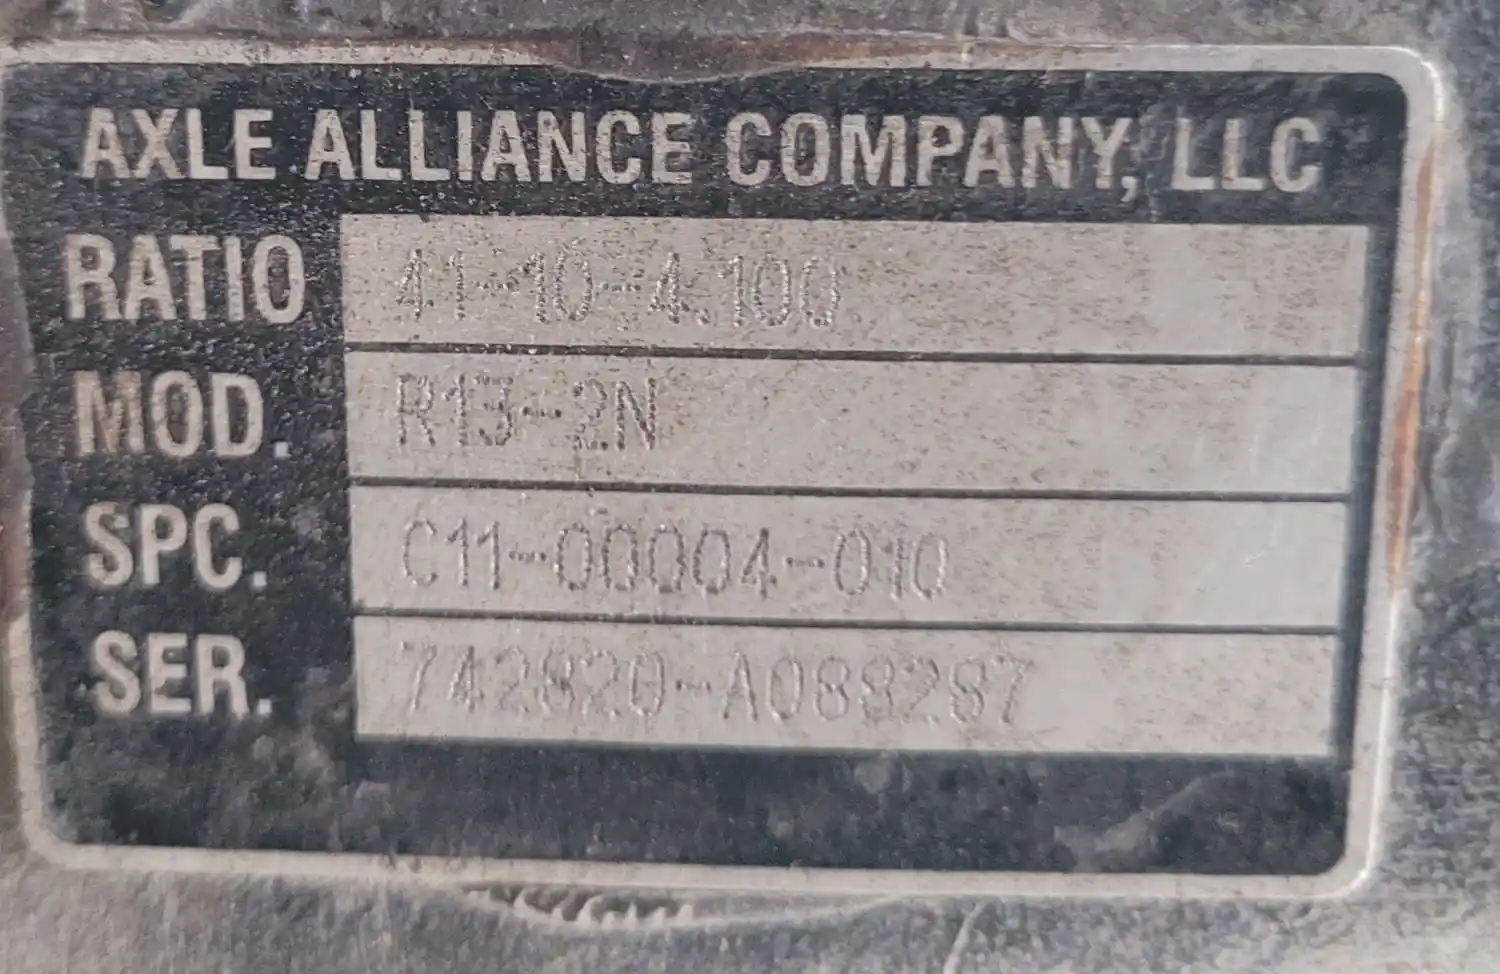 AXLE ALLIANCE COMPANY, LLC
RATIO 41-10-4.100
MOD. R13-2N
SPC. C11-00004-010
SER. 742820-A088287